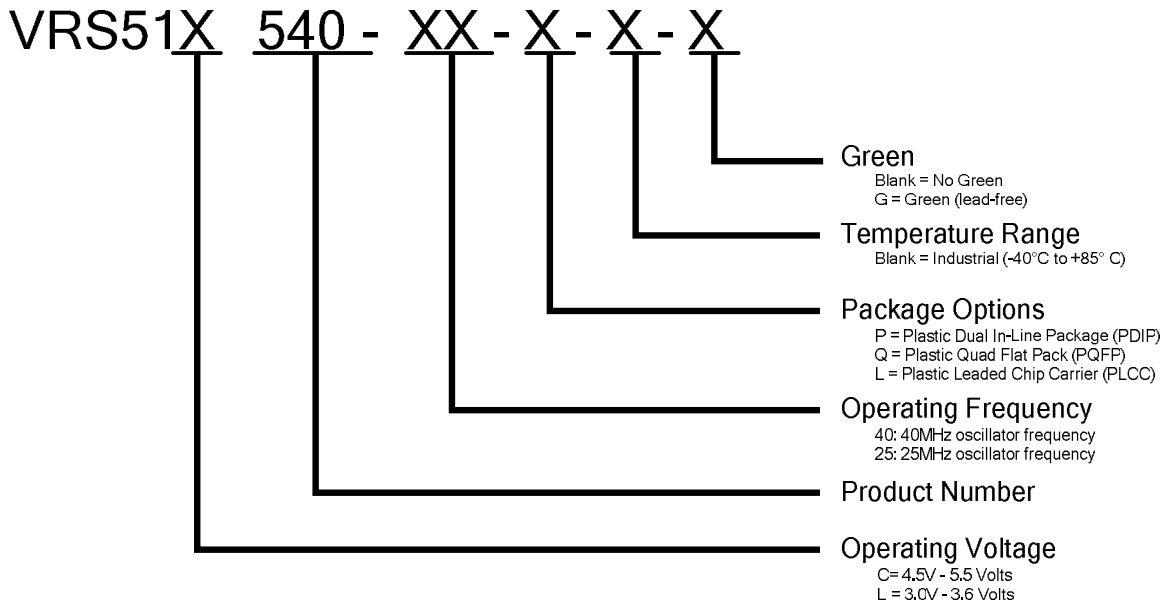 VRS51X 540 - XX - X - X - X
Green
Blank = No Green
G = Green (lead-free)
Temperature Range
Blank = Industrial (-40°C to +85° C)
Package Options
P = Plastic Dual In-Line Package (PDIP)
Q = Plastic Quad Flat Pack (PQFP)
L = Plastic Leaded Chip Carrier (PLCC)
Operating Frequency
40: 40MHz oscillator frequency
25: 25MHz oscillator frequency
Product Number
Operating Voltage
C= 4.5V - 5.5 Volts
L = 3.0V - 3.6 Volts